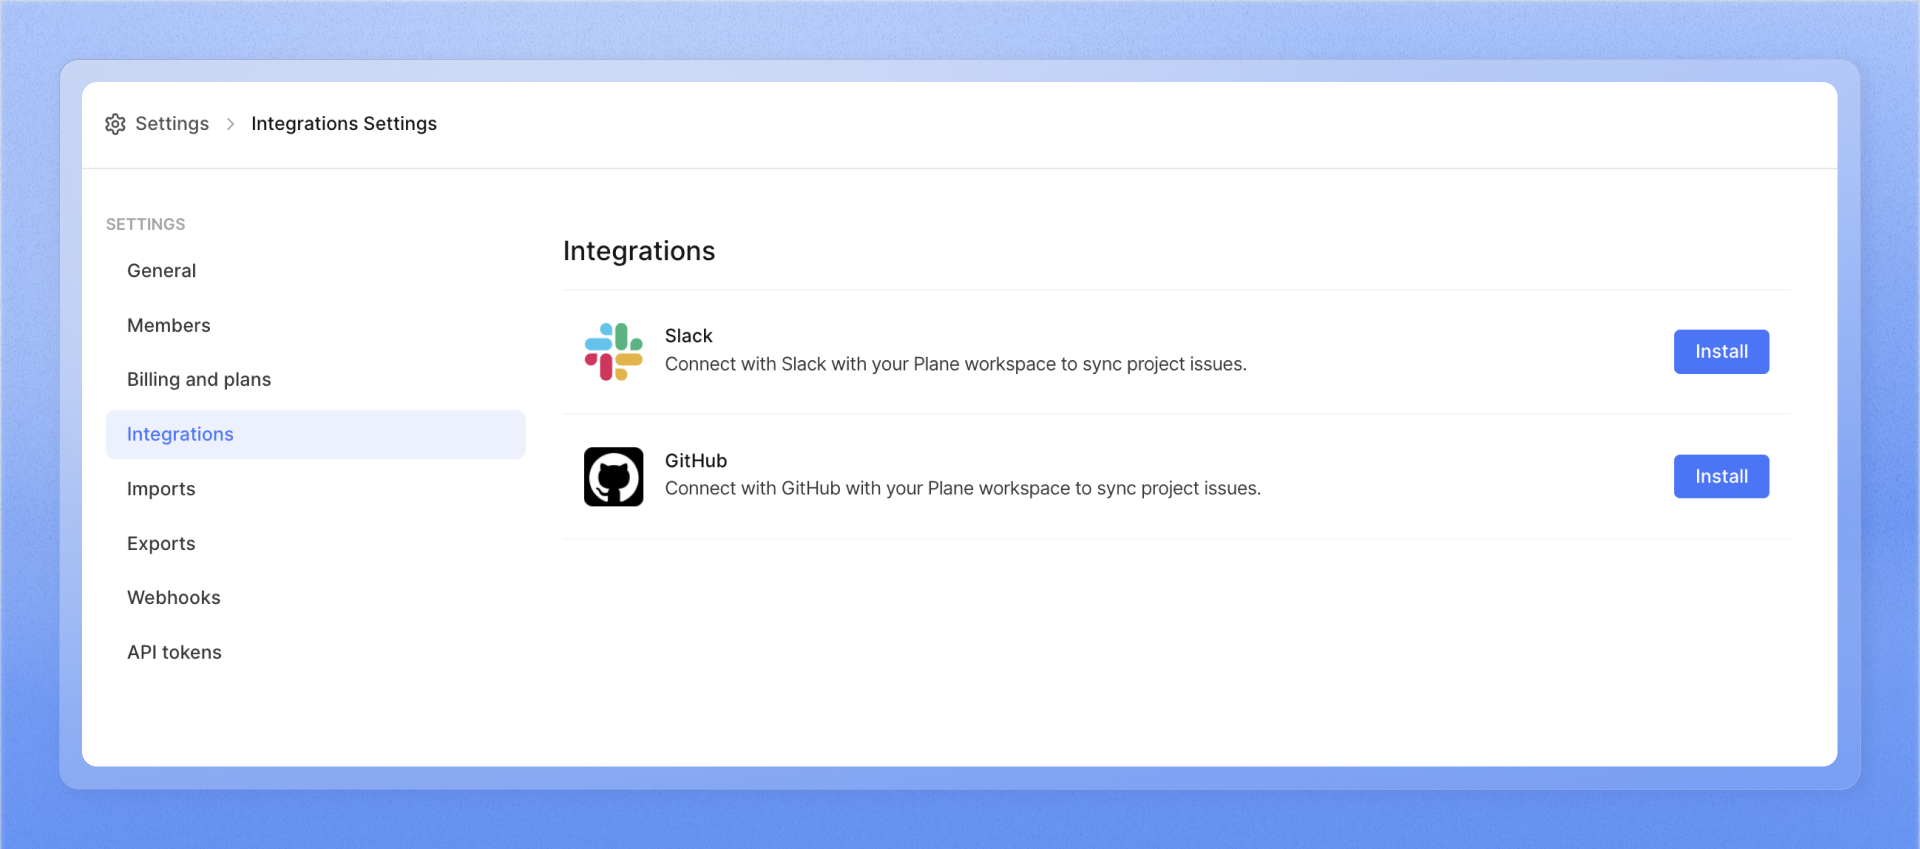 Settings > Integrations Settings
SETTINGS
General
Members
Billing and plans
Integrations
Imports
Exports
Webhooks
API tokens
Integrations
Slack
Connect with Slack with your Plane workspace to sync project issues.
Install
GitHub
Connect with GitHub with your Plane workspace to sync project issues.
Install